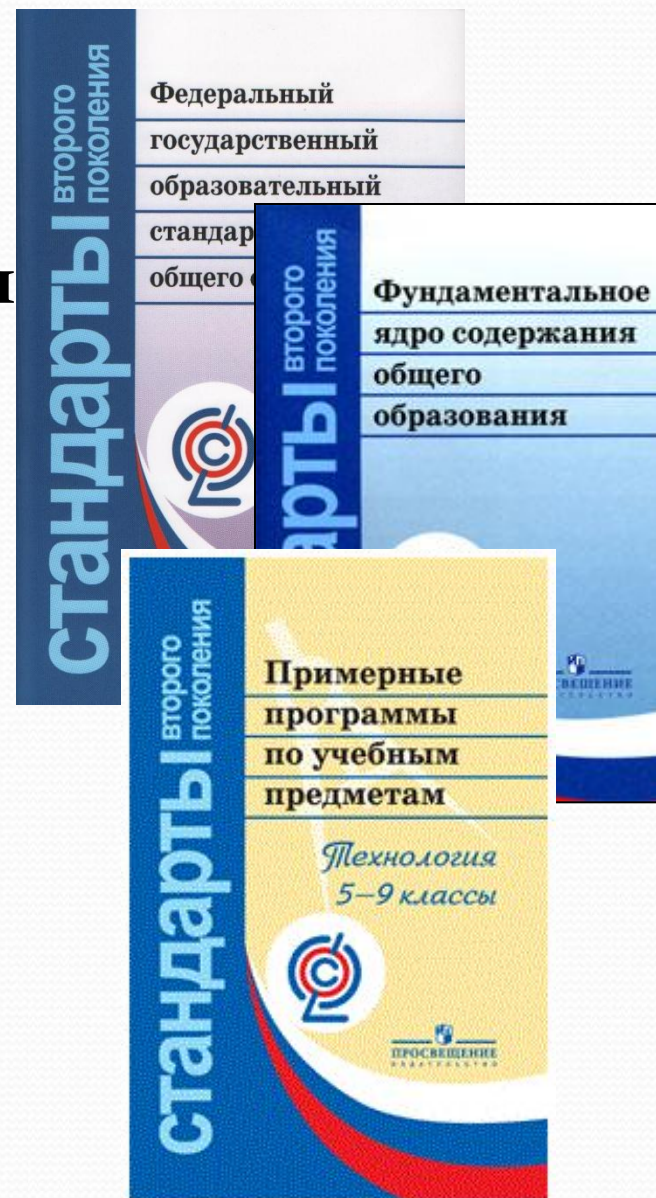 стандарты
второго
поколения
Федеральный
государственный
образовательный
общего
второго
поколения
Фундаментальное
ядро содержания
общего
образования
стандарты
второго
поколения
Примерные
программы
по учебным
предметам
Технология
5–9 классы
ПРОСВЕЩЕНИЕ